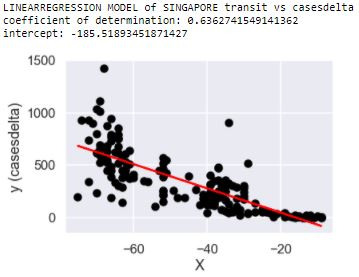 LINEARREGRESSION MODEL of SINGAPORE transit vs casesdelta
coefficient of determination: 0.6362741549141362
intercept: -185.51893451871427
1500
1000
500
0
y (casesdelta)
−60
−40
−20
X